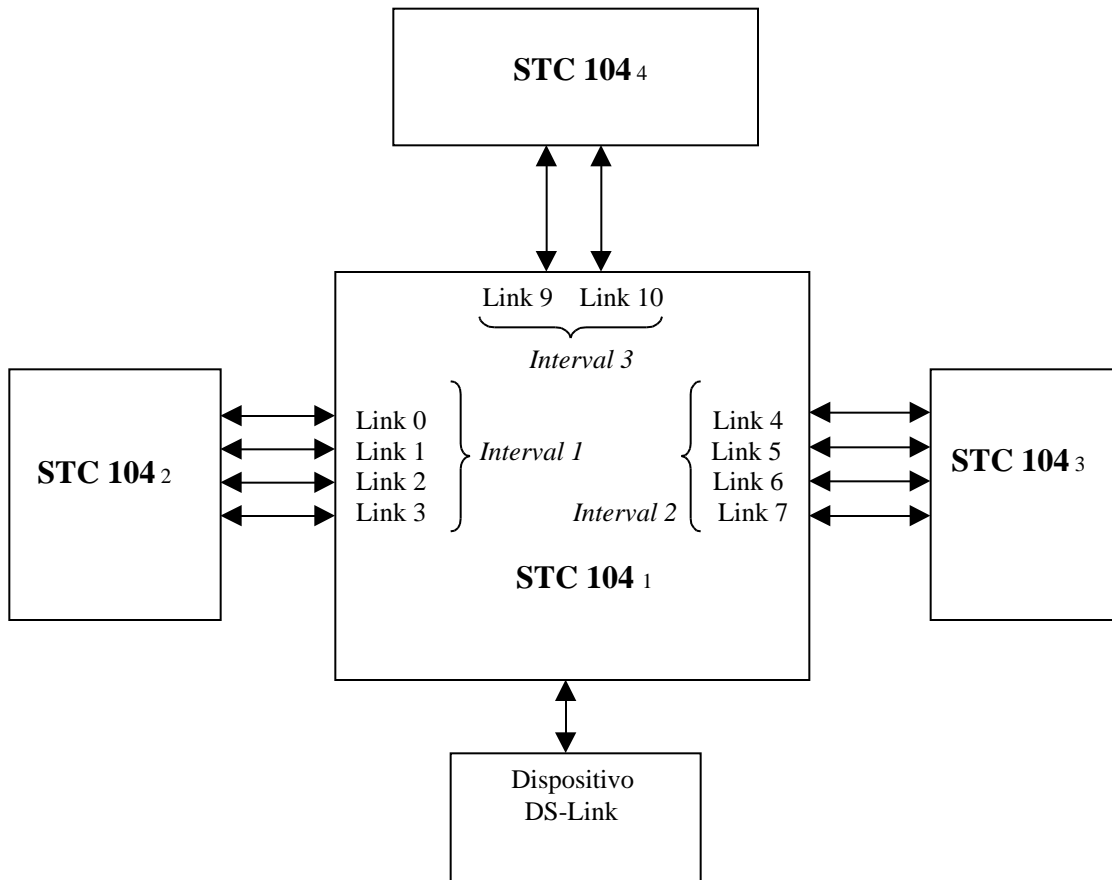 STC 104 4
Link 9 Link 10
Interval 3
Link 0
Link 1
Link 2
Link 3
Interval 1
Link 4
Link 5
Link 6
Link 7
Interval 2
STC 104 2
STC 104 3
STC 104 1
Dispositivo
DS-Link